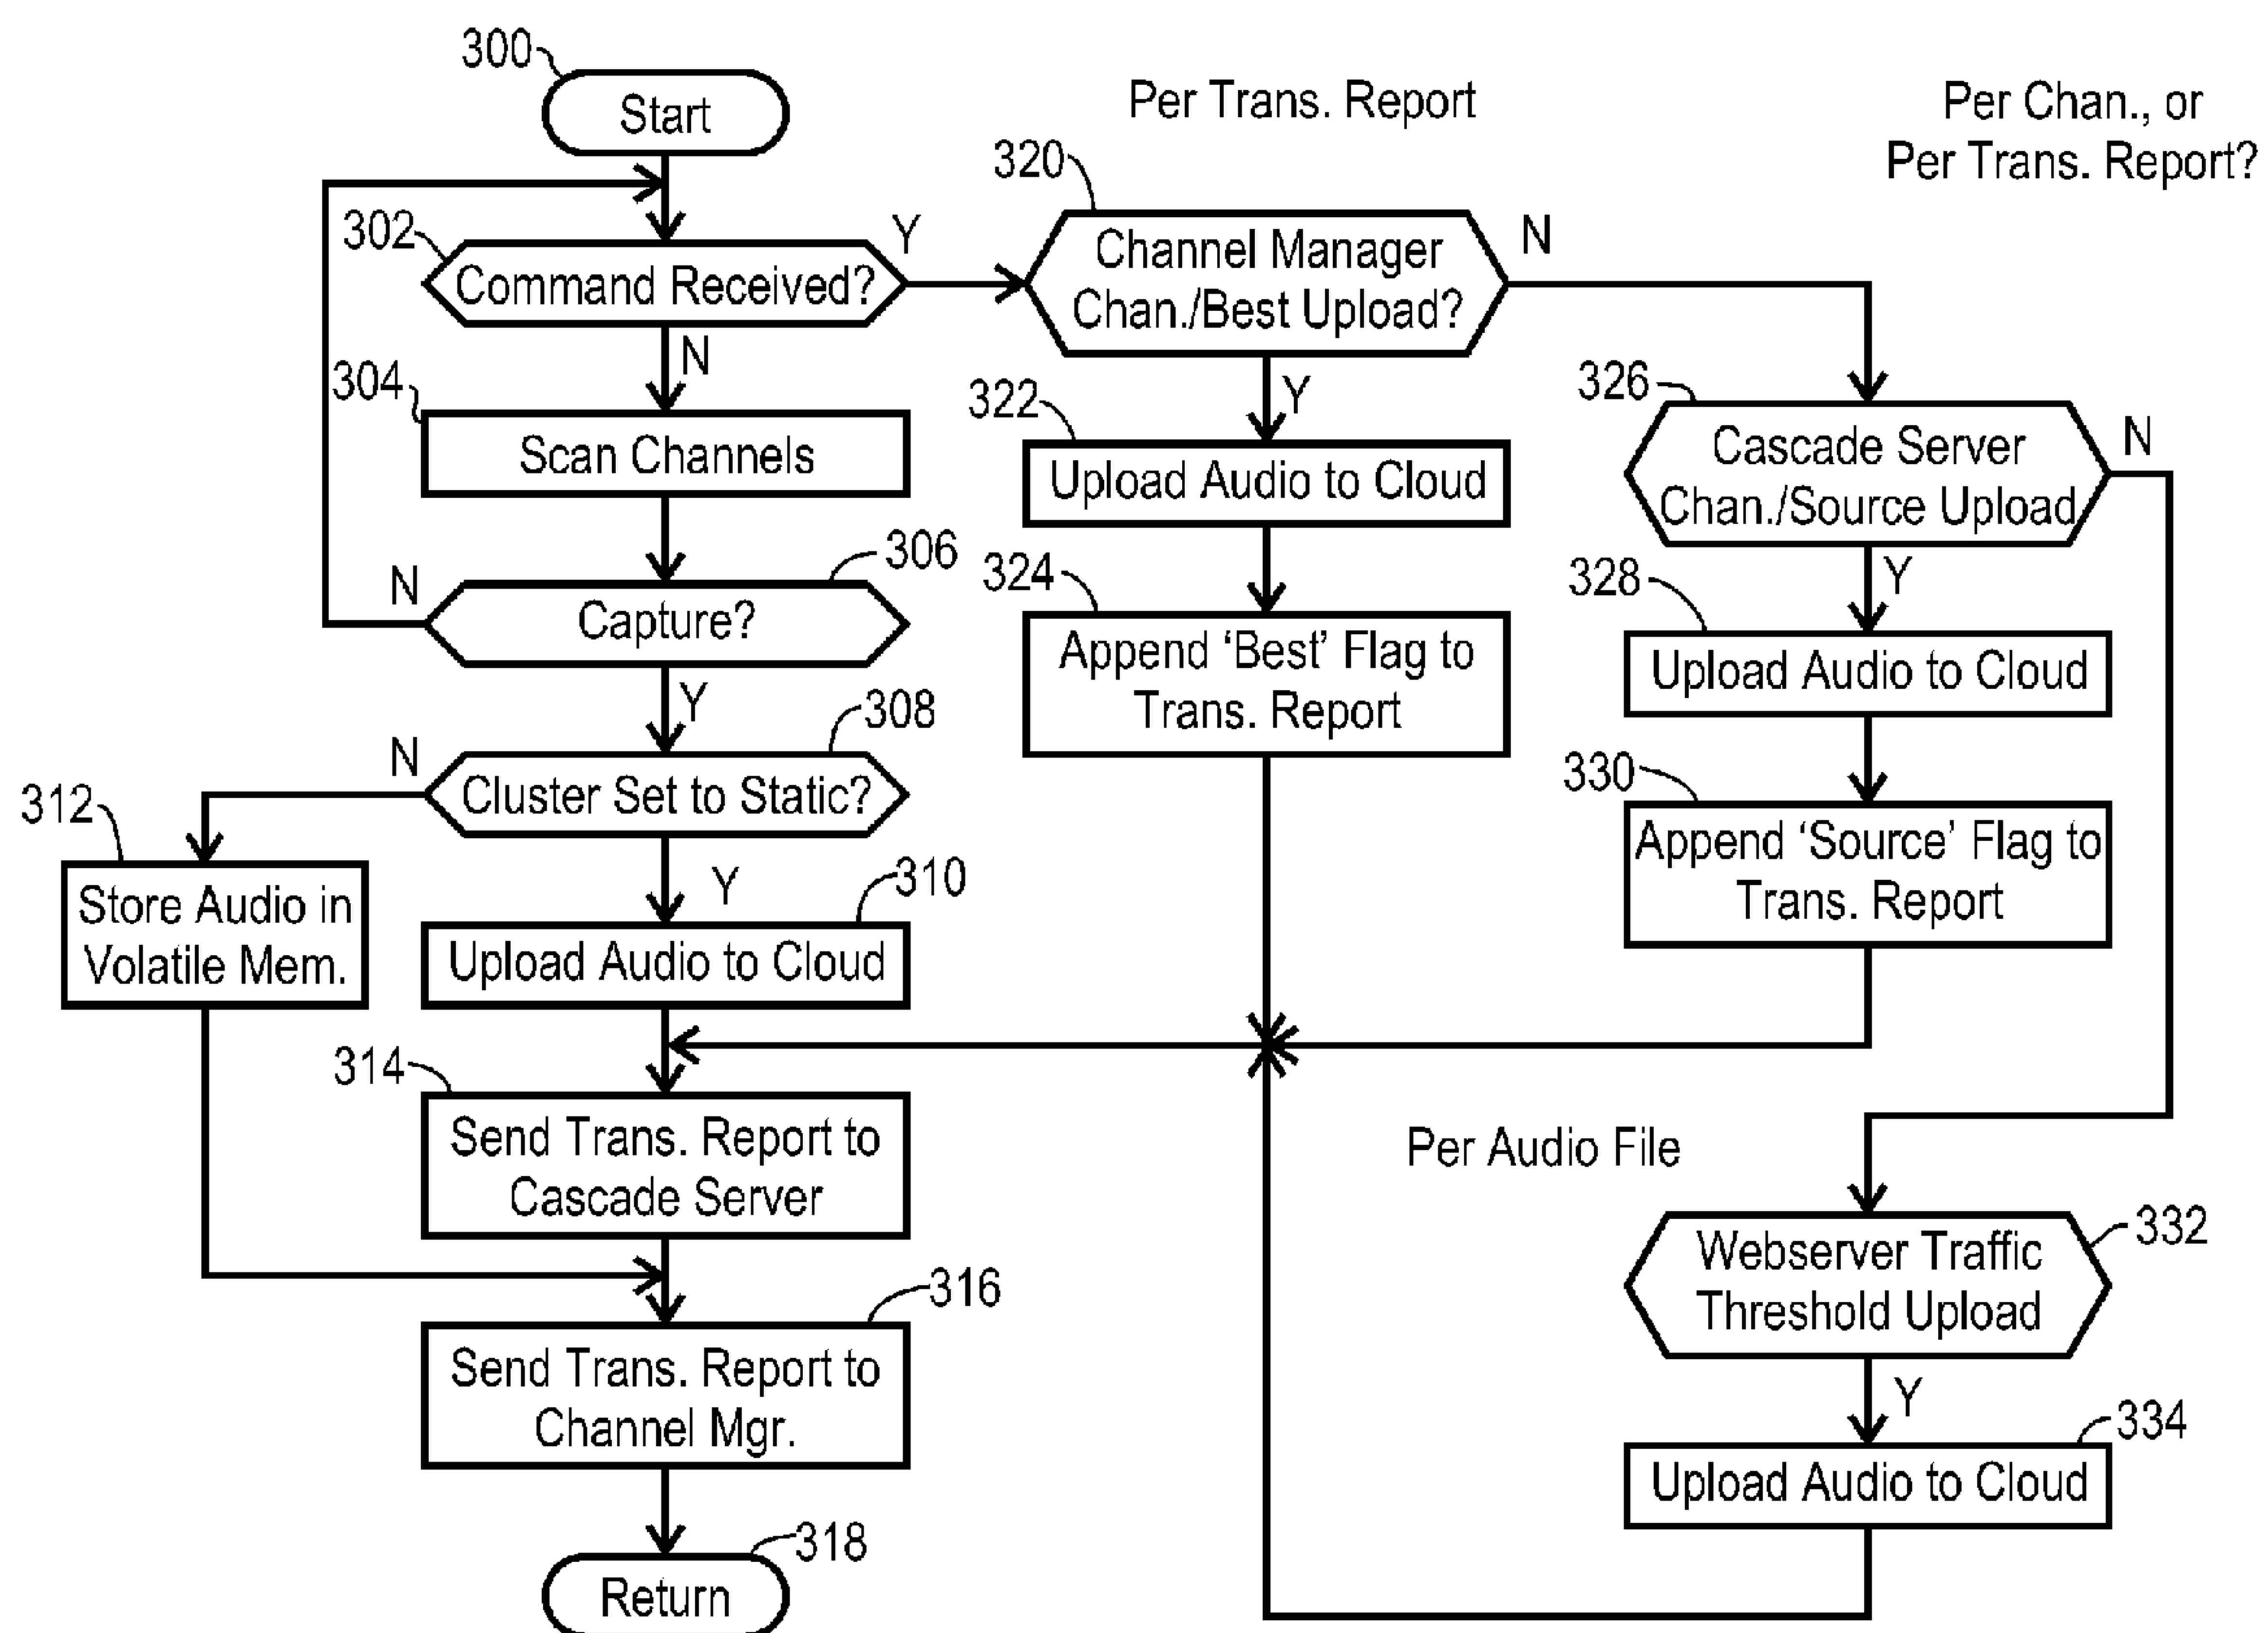 300
Start
Per Trans. Report
Per Chan., or
Per Trans. Report?
302
Command Received?
Y
N
320
Channel Manager
Chan./Best Upload?
N
Y
304
Scan Channels
322
Upload Audio to Cloud
326
Cascade Server
Chan./Source Upload
N
Y
306
Capture?
N
Y
324
Append ‘Best’ Flag to
Trans. Report
328
Upload Audio to Cloud
308
Cluster Set to Static?
N
Y
312
Store Audio in
Volatile Mem.
310
Upload Audio to Cloud
330
Append ‘Source’ Flag to
Trans. Report
314
Send Trans. Report to
Cascade Server
Per Audio File
332
Webserver Traffic
Threshold Upload
Y
316
Send Trans. Report to
Channel Mgr.
334
Upload Audio to Cloud
318
Return